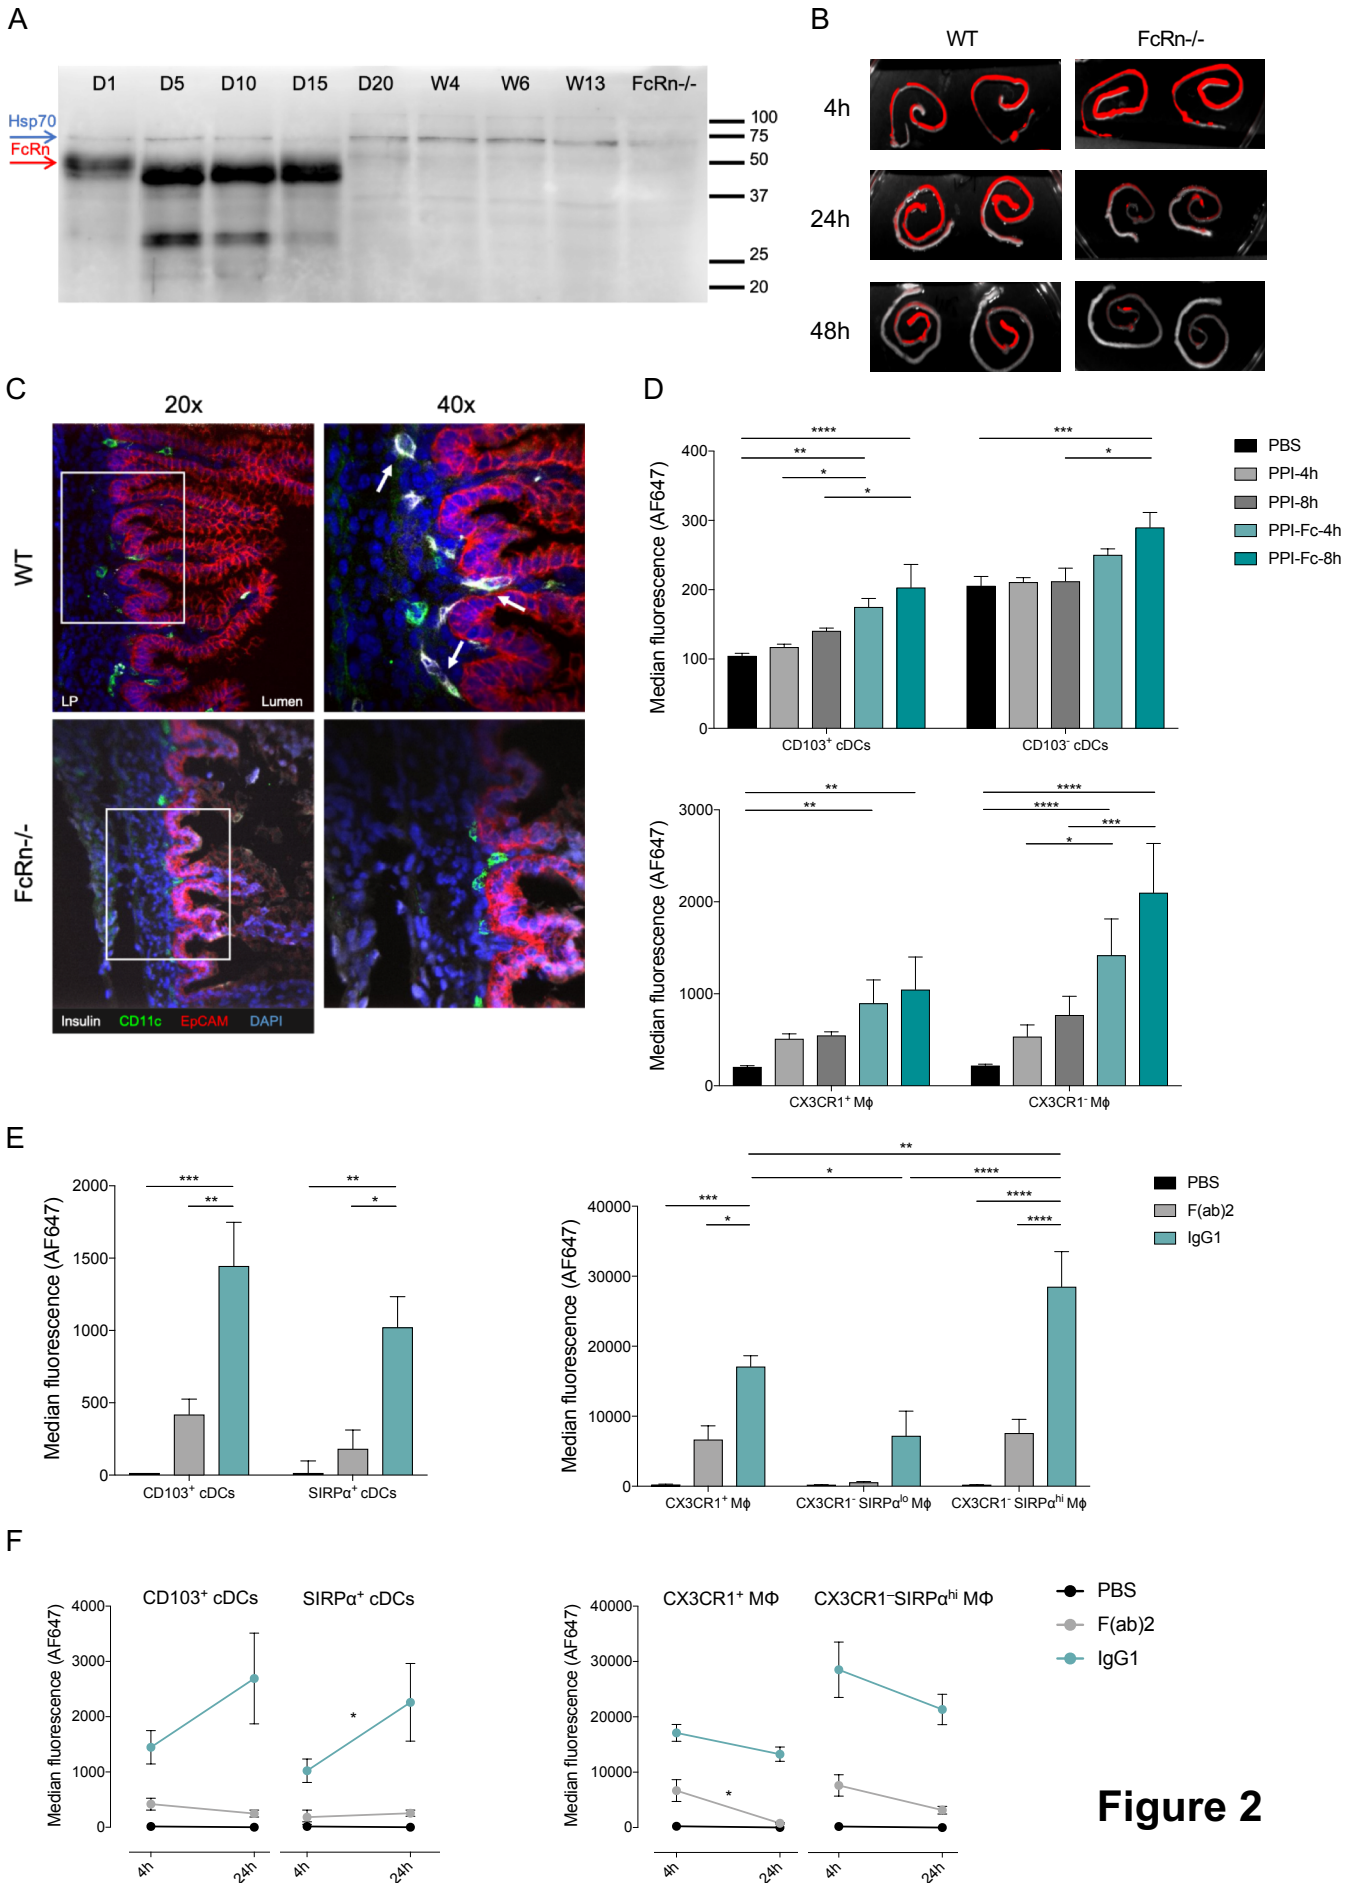 A
D1 D5 D10 D15 D20 W4 W6 W13 FcRn-/-
Hsp70
FcRn
100
75
50
37
25
20
B
WT FcRn-/-
4h
24h
48h
C
20x 40x
WT
LP Lumen
FcRn-/-
Insulin CD11c EpCAM DAPI
D
**** ***
** *
*
*
Median fluorescence (AF647)
400
300
200
100
0
CD103⁺ cDCs CD103⁻ cDCs
PBS
PPI-4h
PPI-8h
PPI-Fc-4h
PPI-Fc-8h
** ****
** ****
***
*
Median fluorescence (AF647)
3000
2000
1000
0
CX3CR1⁺ Mϕ CX3CR1⁻ Mϕ
E
*** **
** *
Median fluorescence (AF647)
2000
1500
1000
500
0
CD103⁺ cDCs SIRPα⁺ cDCs
**
* ****
*** ****
* ****
Median fluorescence (AF647)
40000
30000
20000
10000
0
CX3CR1⁺ Mϕ CX3CR1⁻ SIRPαˡᵒ Mϕ CX3CR1⁻ SIRPαʰⁱ Mϕ
PBS
F(ab)2
IgG1
F
CD103⁺ cDCs SIRPα⁺ cDCs
Median fluorescence (AF647)
4000
3000
2000
1000
0
*
4h 24h 4h 24h
CX3CR1⁺ MΦ CX3CR1⁻SIRPαʰⁱ MΦ
Median fluorescence (AF647)
40000
30000
20000
10000
0
*
4h 24h 4h 24h
PBS
F(ab)2
IgG1
Figure 2